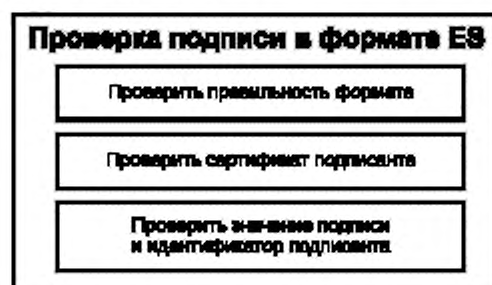 Проверка подписи в формате ES
Проверить правильность формата
Проверить сертификат подписанта
Проверить значение подписи
и идентификатор подписанта